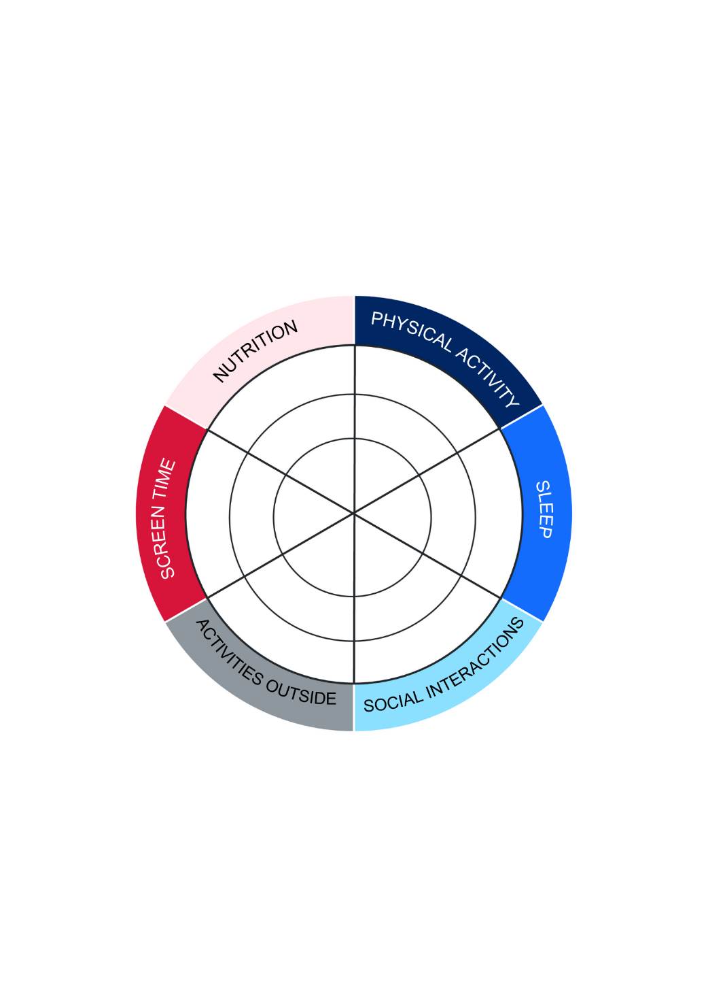 NUTRITION
PHYSICAL ACTIVITY
SLEEP
SOCIAL INTERACTIONS
ACTIVITIES OUTSIDE
SCREEN TIME